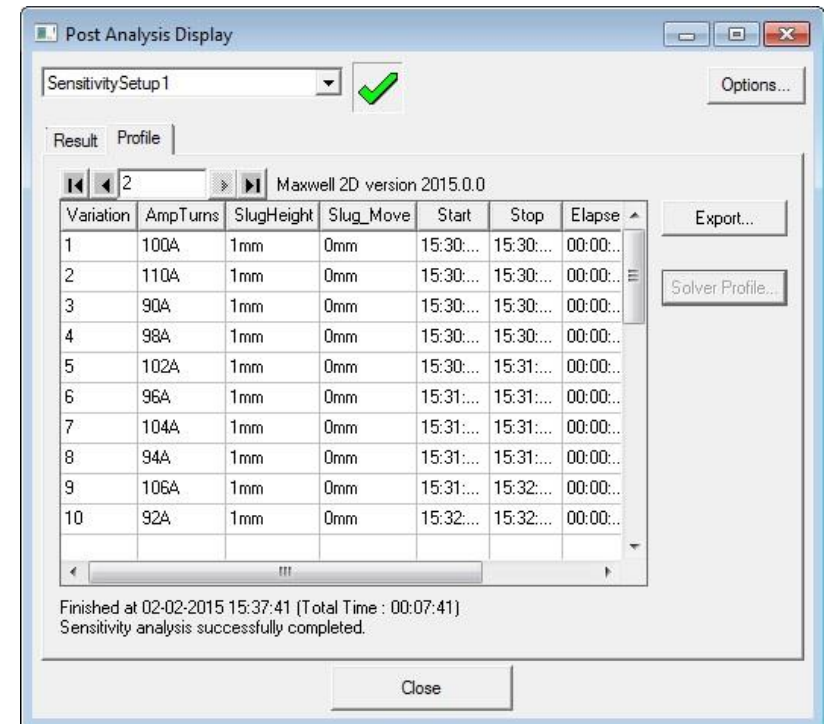 Post Analysis Display
SensitivitySetup1
Options...
Result Profile
2 Maxwell 2D version 2015.0.0
Variation AmpTurns SlugHeight Slug_Move Start Stop Elapse
Export...
1 100A 1mm 0mm 15:30:... 15:30:... 00:00:..
2 110A 1mm 0mm 15:30:... 15:30:... 00:00:..
Solver Profile...
3 90A 1mm 0mm 15:30:... 15:30:... 00:00:..
4 98A 1mm 0mm 15:30:... 15:30:... 00:00:..
5 102A 1mm 0mm 15:30:... 15:31:... 00:00:..
6 96A 1mm 0mm 15:31:... 15:31:... 00:00:..
7 104A 1mm 0mm 15:31:... 15:31:... 00:00:..
8 94A 1mm 0mm 15:31:... 15:31:... 00:00:..
9 106A 1mm 0mm 15:31:... 15:32:... 00:00:..
10 92A 1mm 0mm 15:32:... 15:32:... 00:00:..
Finished at 02-02-2015 15:37:41 (Total Time : 00:07:41)
Sensitivity analysis successfully completed.
Close